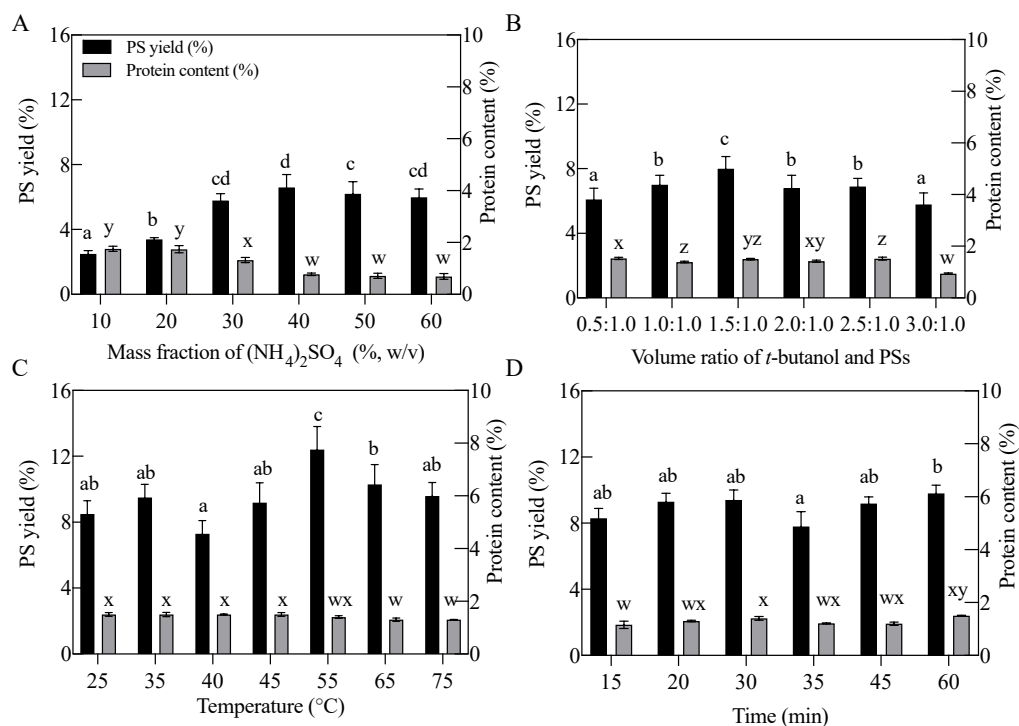 A
16
12
8
4
0
PS yield (%)
PS yield (%)
Protein content (%)
a y b y cd x d w c w cd w
10
8
6
4
2
0
Protein content (%)
10 20 30 40 50 60
Mass fraction of (NH4)2SO4 (%, w/v)
B
16
12
8
4
0
PS yield (%)
a x b z c yz b xy b z a w
10
8
6
4
2
0
Protein content (%)
0.5:1.0 1.0:1.0 1.5:1.0 2.0:1.0 2.5:1.0 3.0:1.0
Volume ratio of t-butanol and PSs
C
16
12
8
4
0
PS yield (%)
ab x ab x a x ab x c wx b w ab w
10
8
6
4
2
0
Protein content (%)
25 35 40 45 55 65 75
Temperature (°C)
D
16
12
8
4
0
PS yield (%)
ab w ab wx ab x a wx ab wx b xy
10
8
6
4
2
0
Protein content (%)
15 20 30 35 45 60
Time (min)